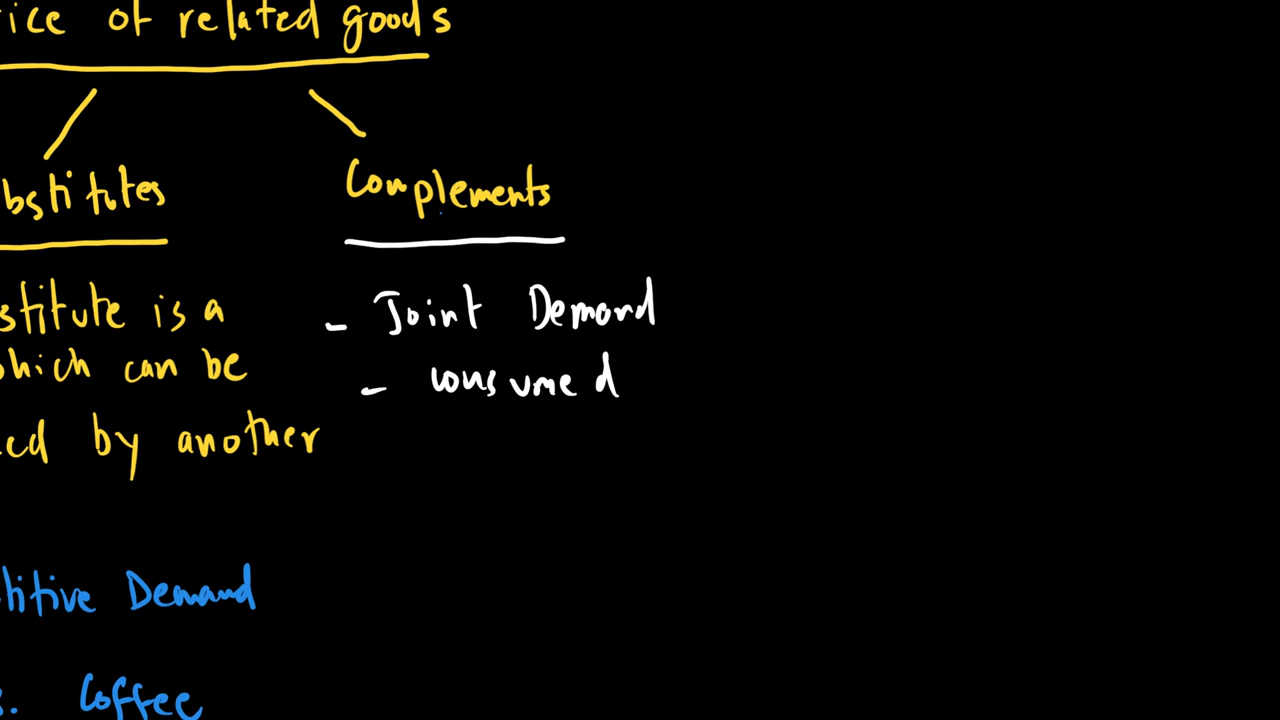 rice of related goods
bstitutes
Complements
stitute is a
which can be
ced by another
titive Demand
s. Coffee
- Joint Demand
- consumed